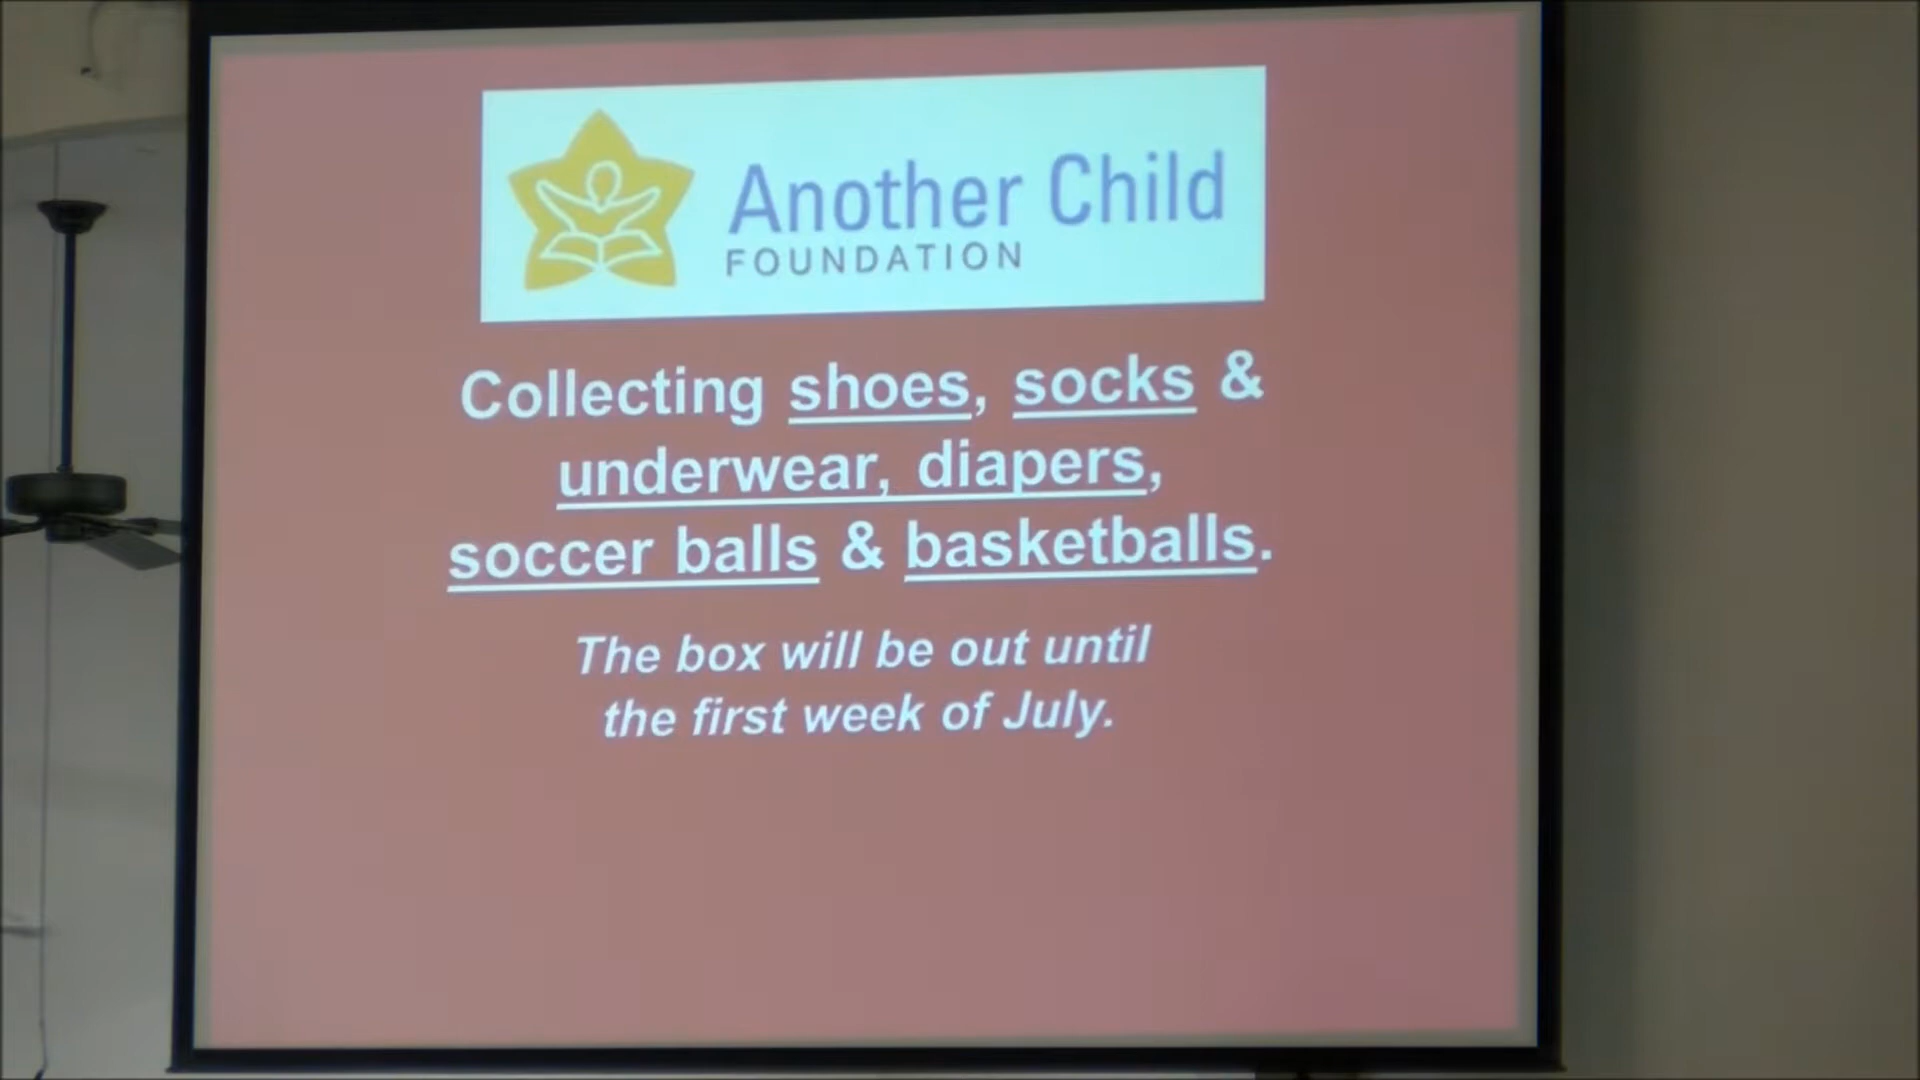 Another Child
FOUNDATION
Collecting shoes, socks &
underwear, diapers,
soccer balls & basketballs.
The box will be out until
the first week of July.